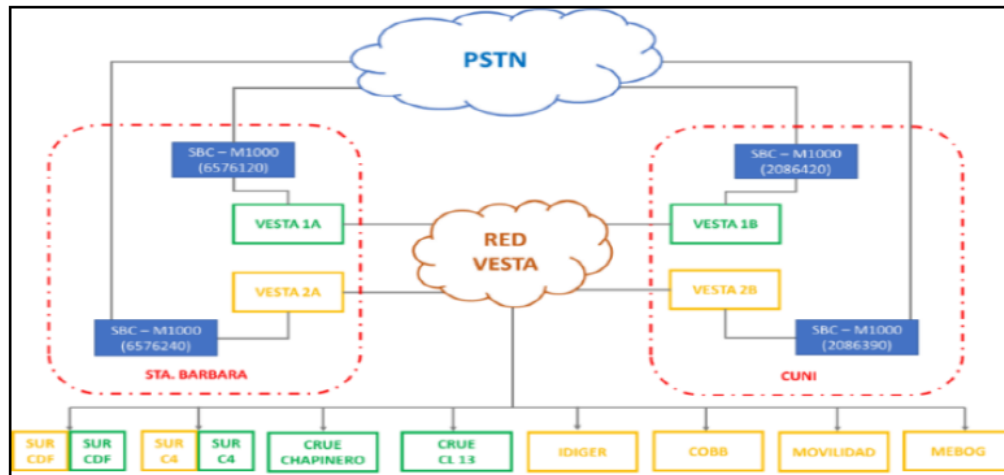 PSTN
SBC – M1000
(6576120)
SBC – M1000
(2086420)
VESTA 1A
RED
VESTA
VESTA 1B
VESTA 2A
VESTA 2B
SBC – M1000
(6576240)
SBC – M1000
(2086390)
STA. BARBARA
CUNI
SUR
CDF
SUR
CDF
SUR
C4
SUR
C4
CRUE
CHAPINERO
CRUE
CL 13
IDIGER
COBB
MOVILIDAD
MEBOG